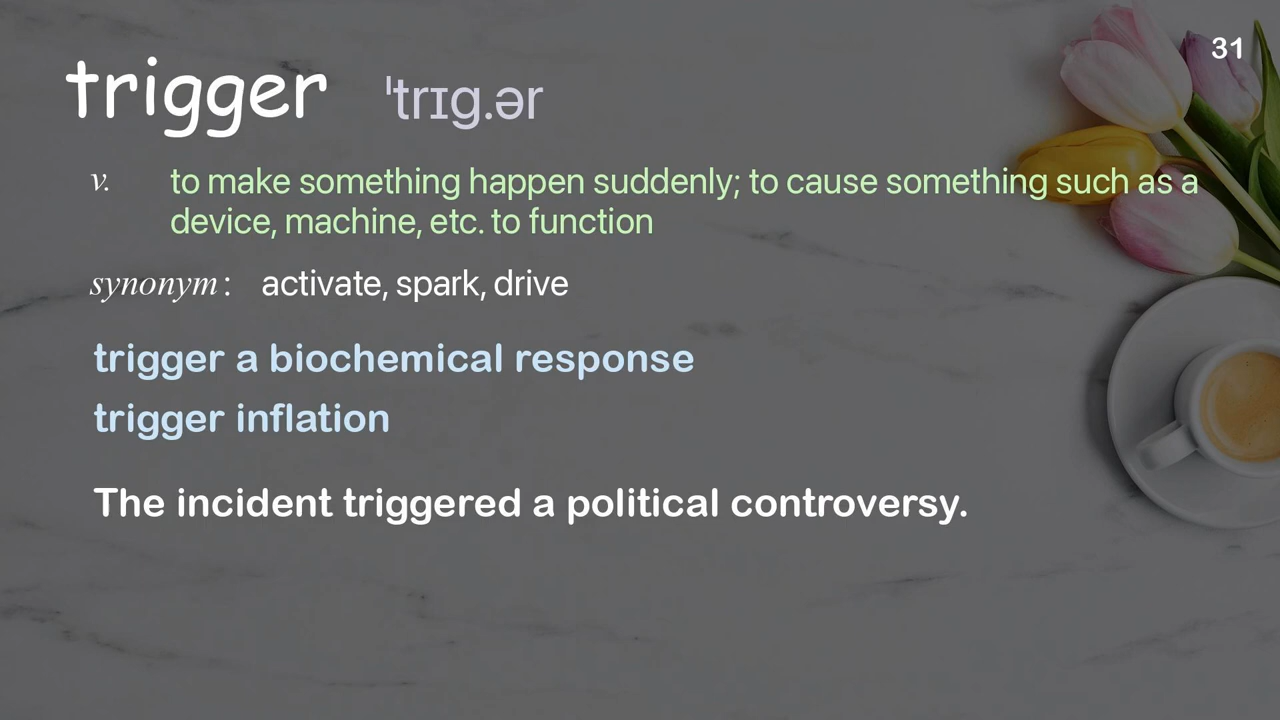 31
trigger ˈtrɪɡ.ər
v. to make something happen suddenly; to cause something such as a
device, machine, etc. to function
synonym: activate, spark, drive
trigger a biochemical response
trigger inflation
The incident triggered a political controversy.